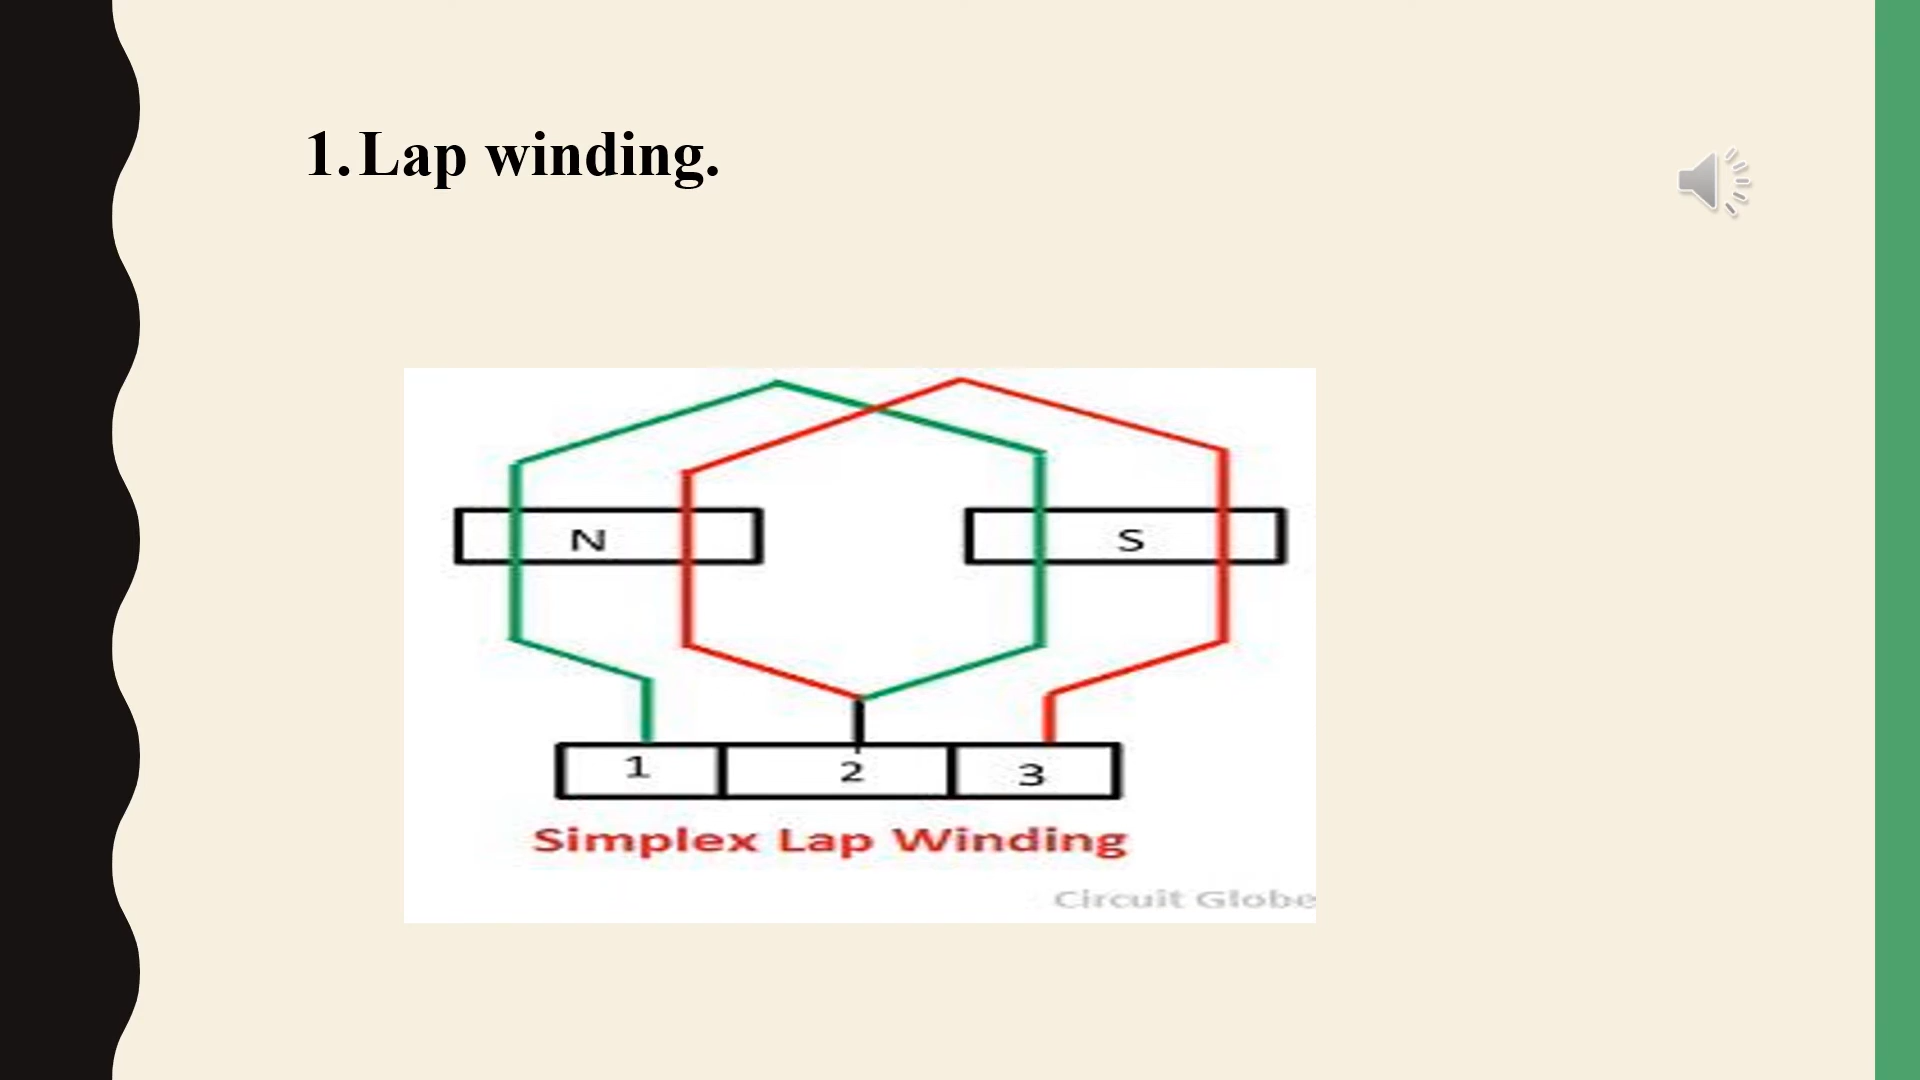 1. Lap winding.
N S
1 2 3
Simplex Lap Winding
Circuit Globe